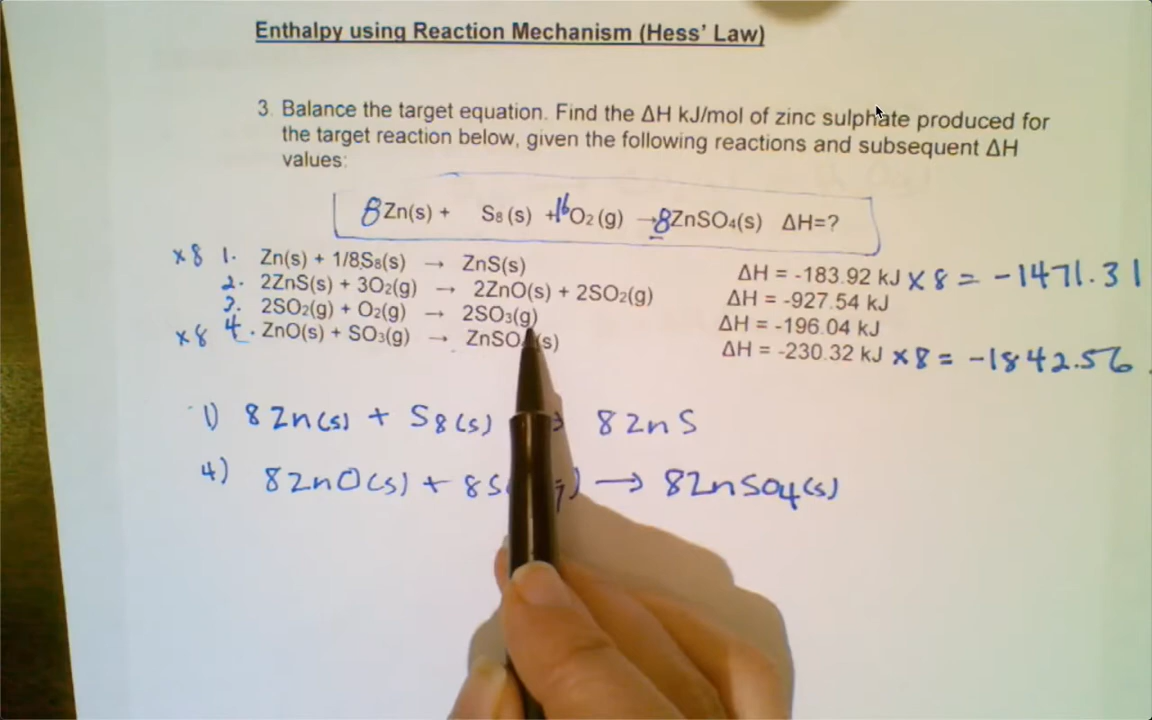 Enthalpy using Reaction Mechanism (Hess' Law)
3. Balance the target equation. Find the ΔH kJ/mol of zinc sulphate produced for
the target reaction below, given the following reactions and subsequent ΔH
values:
8Zn(s) + S8 (s) +16O2 (g) →8ZnSO4(s) ΔH=?
x8 1. Zn(s) + 1/8S8(s) → ZnS(s) ΔH = -183.92 kJ x 8 = -1471.31
2. 2ZnS(s) + 3O2(g) → 2ZnO(s) + 2SO2(g) ΔH = -927.54 kJ
3. 2SO2(g) + O2(g) → 2SO3(g) ΔH = -196.04 kJ
x8 4. ZnO(s) + SO3(g) → ZnSO (s) ΔH = -230.32 kJ x8 = -1842.56
1) 8Zn(s) + S8(s) 8ZnS
4) 8ZnO(s) + 8S ) → 8ZnSO4(s)